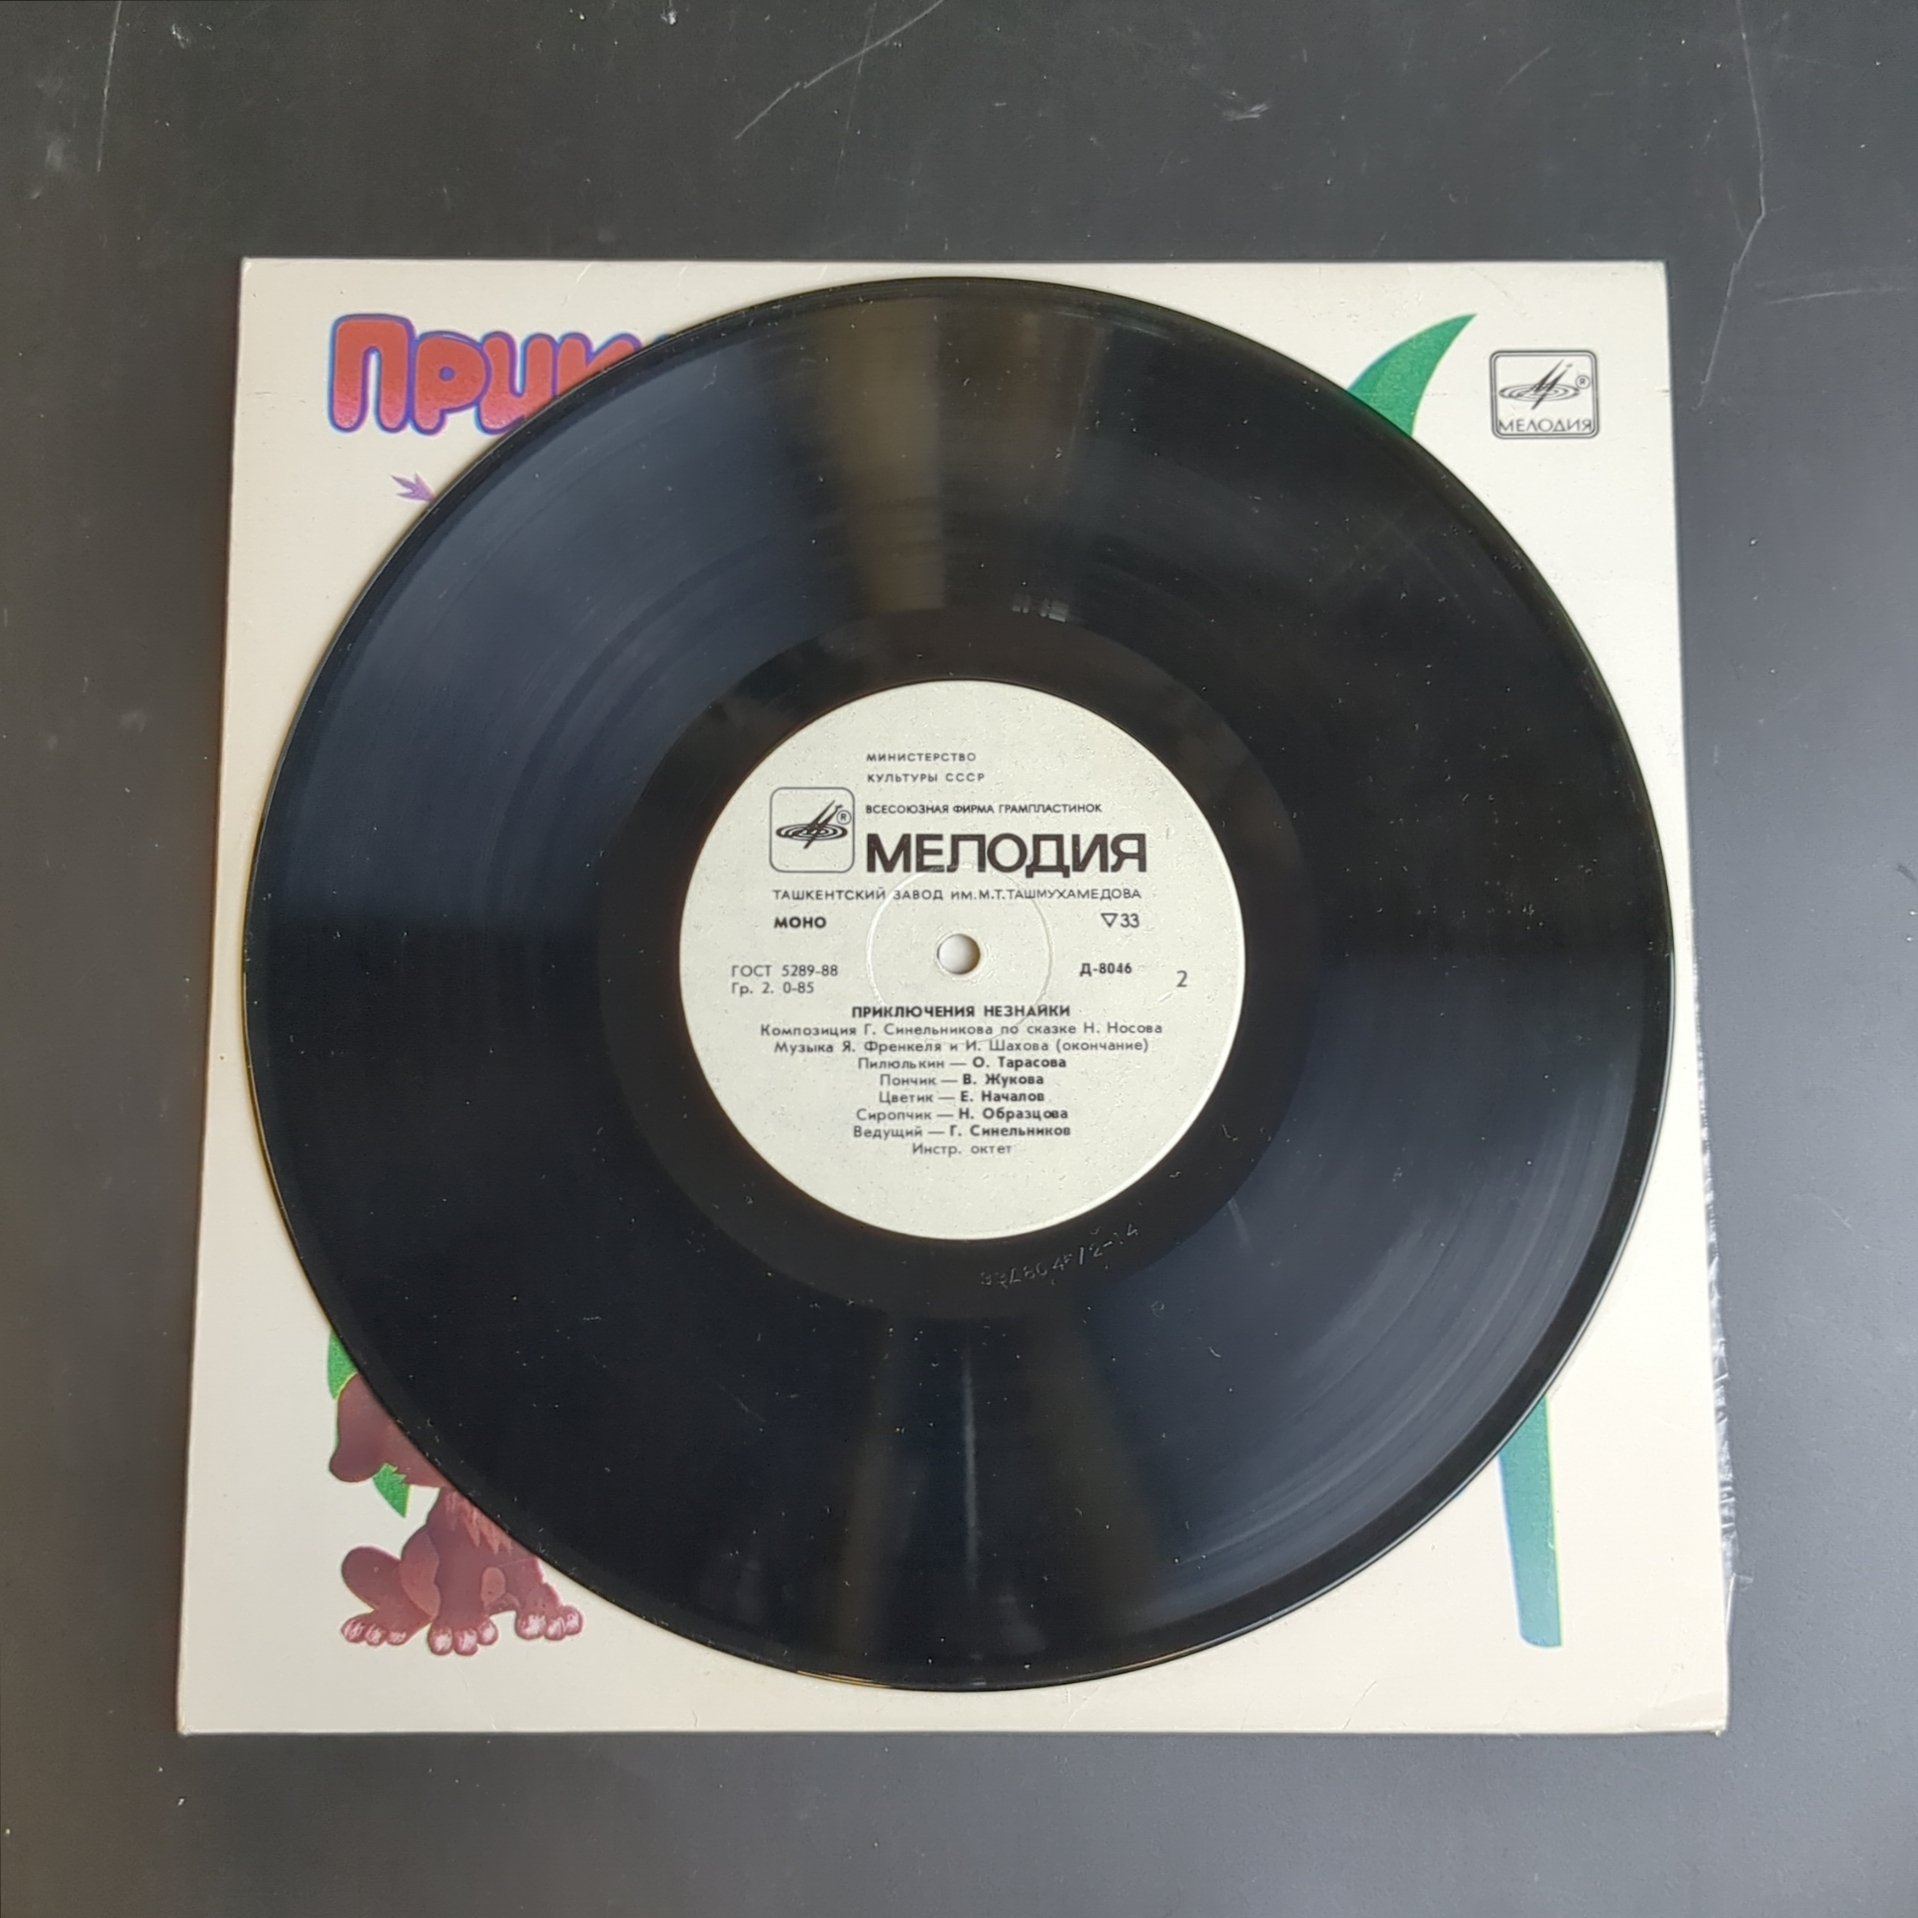 МЕЛОДИЯ
МИНИСТЕРСТВО
КУЛЬТУРЫ СССР
ВСЕСОЮЗНАЯ ФИРМА ГРАМПЛАСТИНОК
МЕЛОДИЯ
ТАШКЕНТСКИЙ ЗАВОД ИМ. М.Т.ТАШМУХАМЕДОВА
МОНО ▽33
ГОСТ 5289-88 Д-8046 2
Гр. 2. 0-85
ПРИКЛЮЧЕНИЯ НЕЗНАЙКИ
Композиция Г. Синельникова по сказке Н. Носова
Музыка Я. Френкеля и И. Шахова (окончание)
Пилюлькин — О. Тарасова
Пончик — В. Жукова
Цветик — Е. Началов
Сиропчик — Н. Образцова
Ведущий — Г. Синельников
Инстр. октет